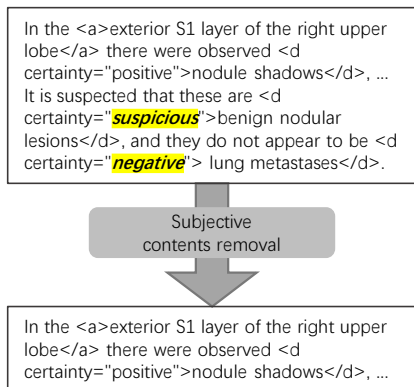 In the <a>exterior S1 layer of the right upper
lobe</a> there were observed <d
certainty="positive">nodule shadows</d>, ...
It is suspected that these are <d
certainty="suspicious">benign nodular
lesions</d>, and they do not appear to be <d
certainty="negative"> lung metastases</d>.
Subjective
contents removal
In the <a>exterior S1 layer of the right upper
lobe</a> there were observed <d
certainty="positive">nodule shadows</d>, ...